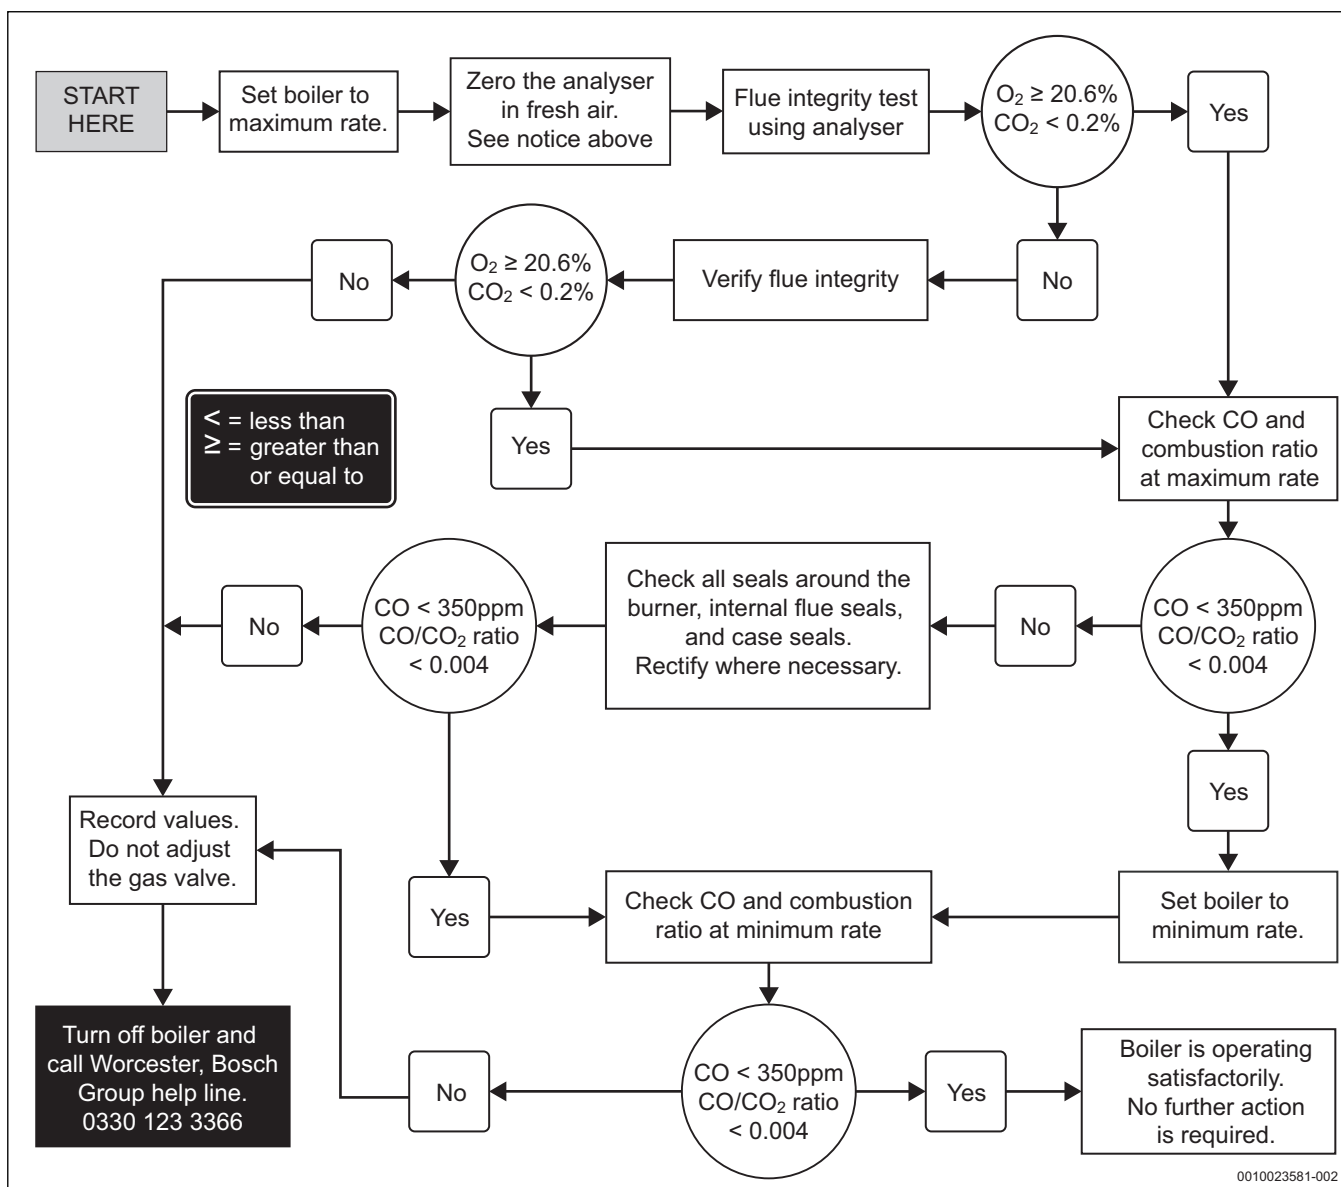 START
HERE
Set boiler to
maximum rate.
Zero the analyser
in fresh air.
See notice above
Flue integrity test
using analyser
O₂ ≥ 20.6%
CO₂ < 0.2%
Yes
No
Verify flue integrity
O₂ ≥ 20.6%
CO₂ < 0.2%
No
Yes
< = less than
≥ = greater than
or equal to
Check CO and
combustion ratio
at maximum rate
CO < 350ppm
CO/CO₂ ratio
< 0.004
No
Check all seals around the
burner, internal flue seals,
and case seals.
Rectify where necessary.
CO < 350ppm
CO/CO₂ ratio
< 0.004
No
Yes
Set boiler to
minimum rate.
Yes
Check CO and combustion
ratio at minimum rate
Record values.
Do not adjust
the gas valve.
Turn off boiler and
call Worcester, Bosch
Group help line.
0330 123 3366
No
CO < 350ppm
CO/CO₂ ratio
< 0.004
Yes
Boiler is operating
satisfactorily.
No further action
is required.
0010023581-002